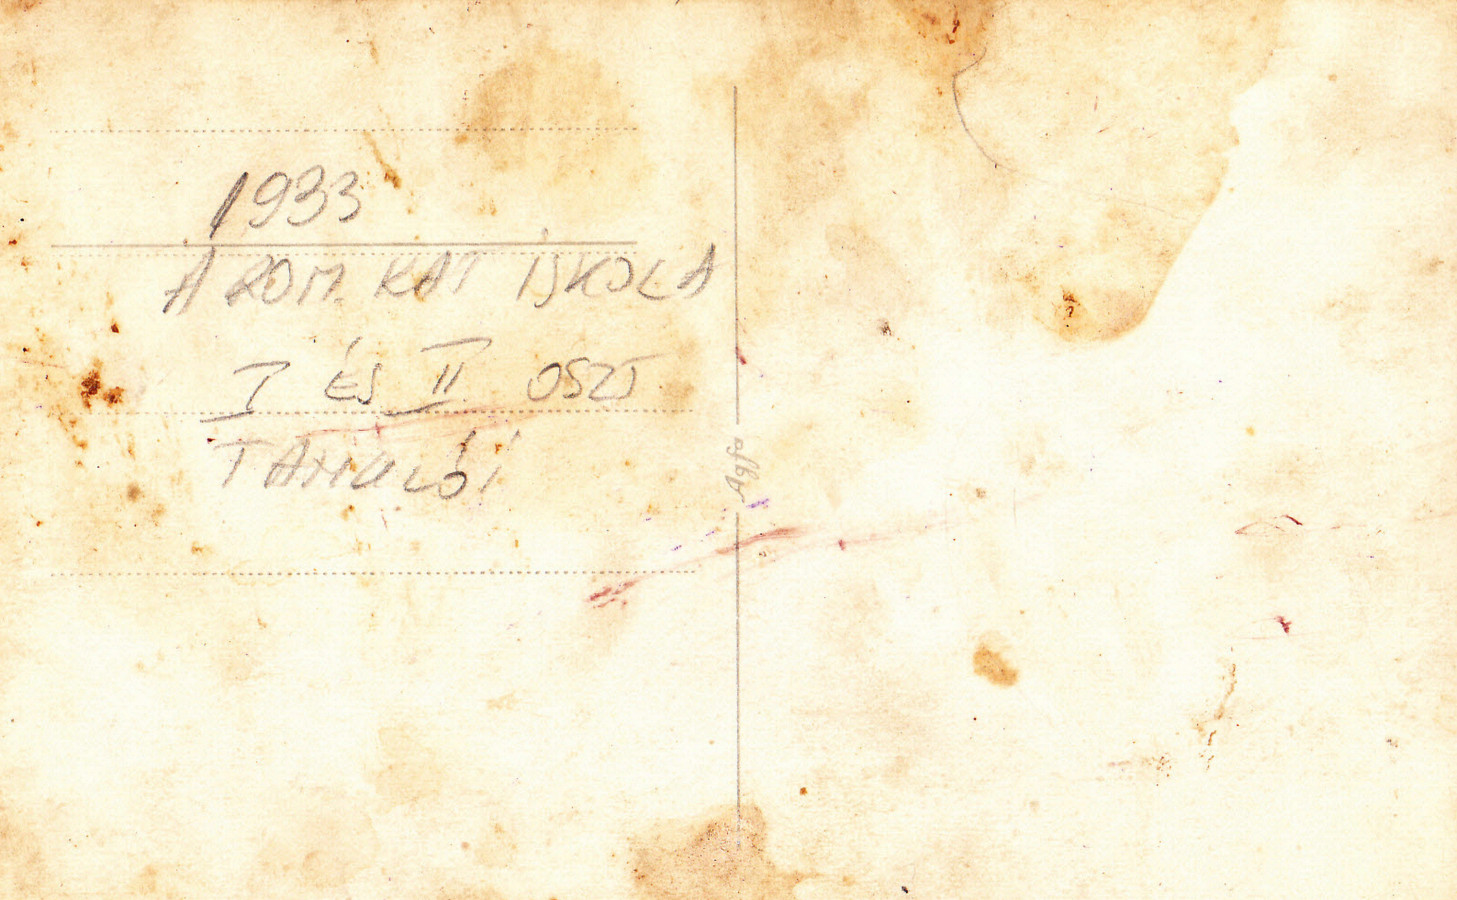 1933
A ROM. KAT ISKOLA
I ÉS II OSZT
TANULÓI
Agfa